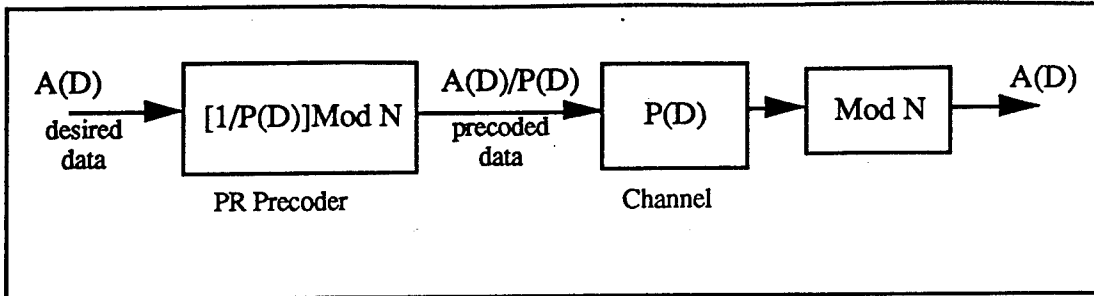 A(D)
desired
data
[1/P(D)]Mod N
PR Precoder
A(D)/P(D)
precoded
data
P(D)
Channel
Mod N
A(D)